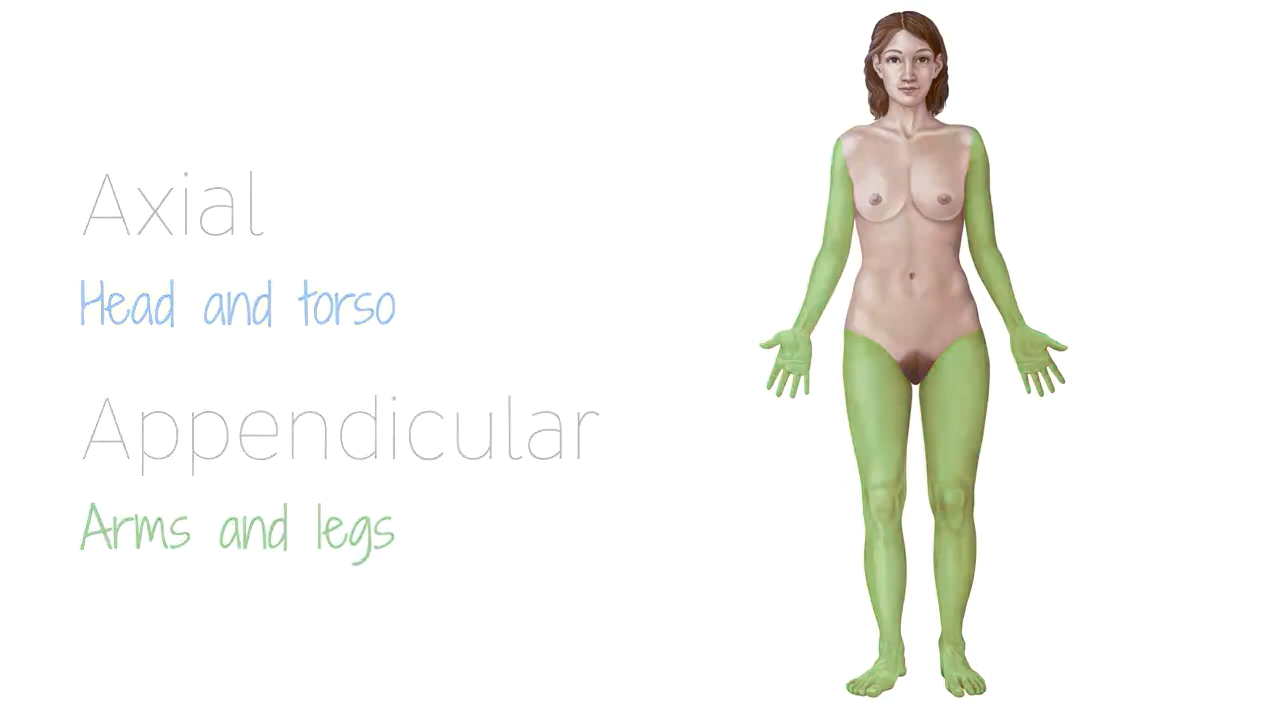 Axial
Head and torso
Appendicular
Arms and legs